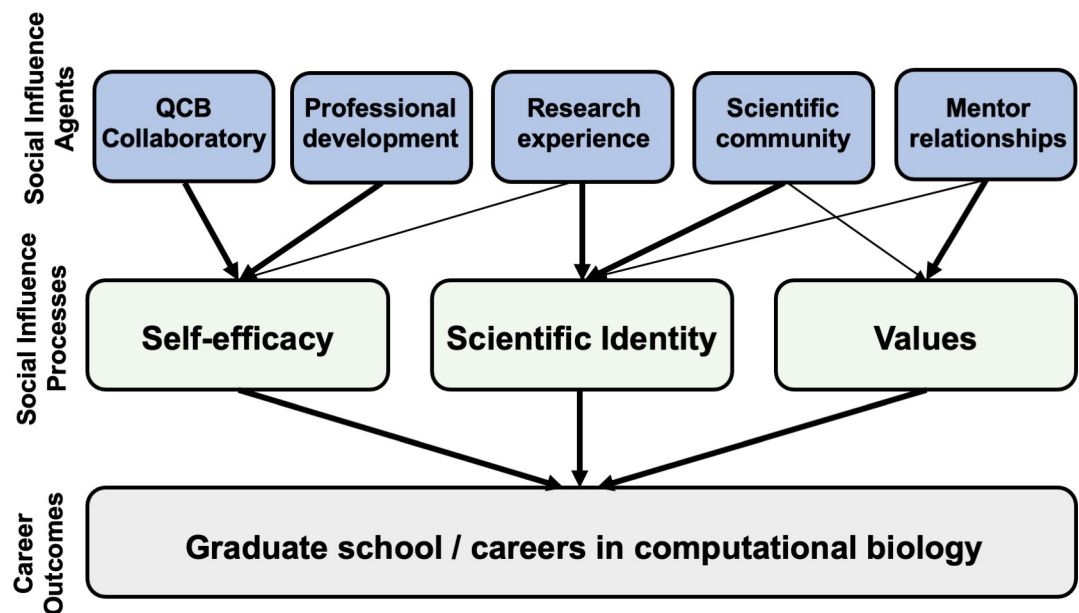 Social Influence
Agents
QCB
Collaboratory
Professional
development
Research
experience
Scientific
community
Mentor
relationships
Social Influence
Processes
Self-efficacy
Scientific Identity
Values
Career
Outcomes
Graduate school / careers in computational biology